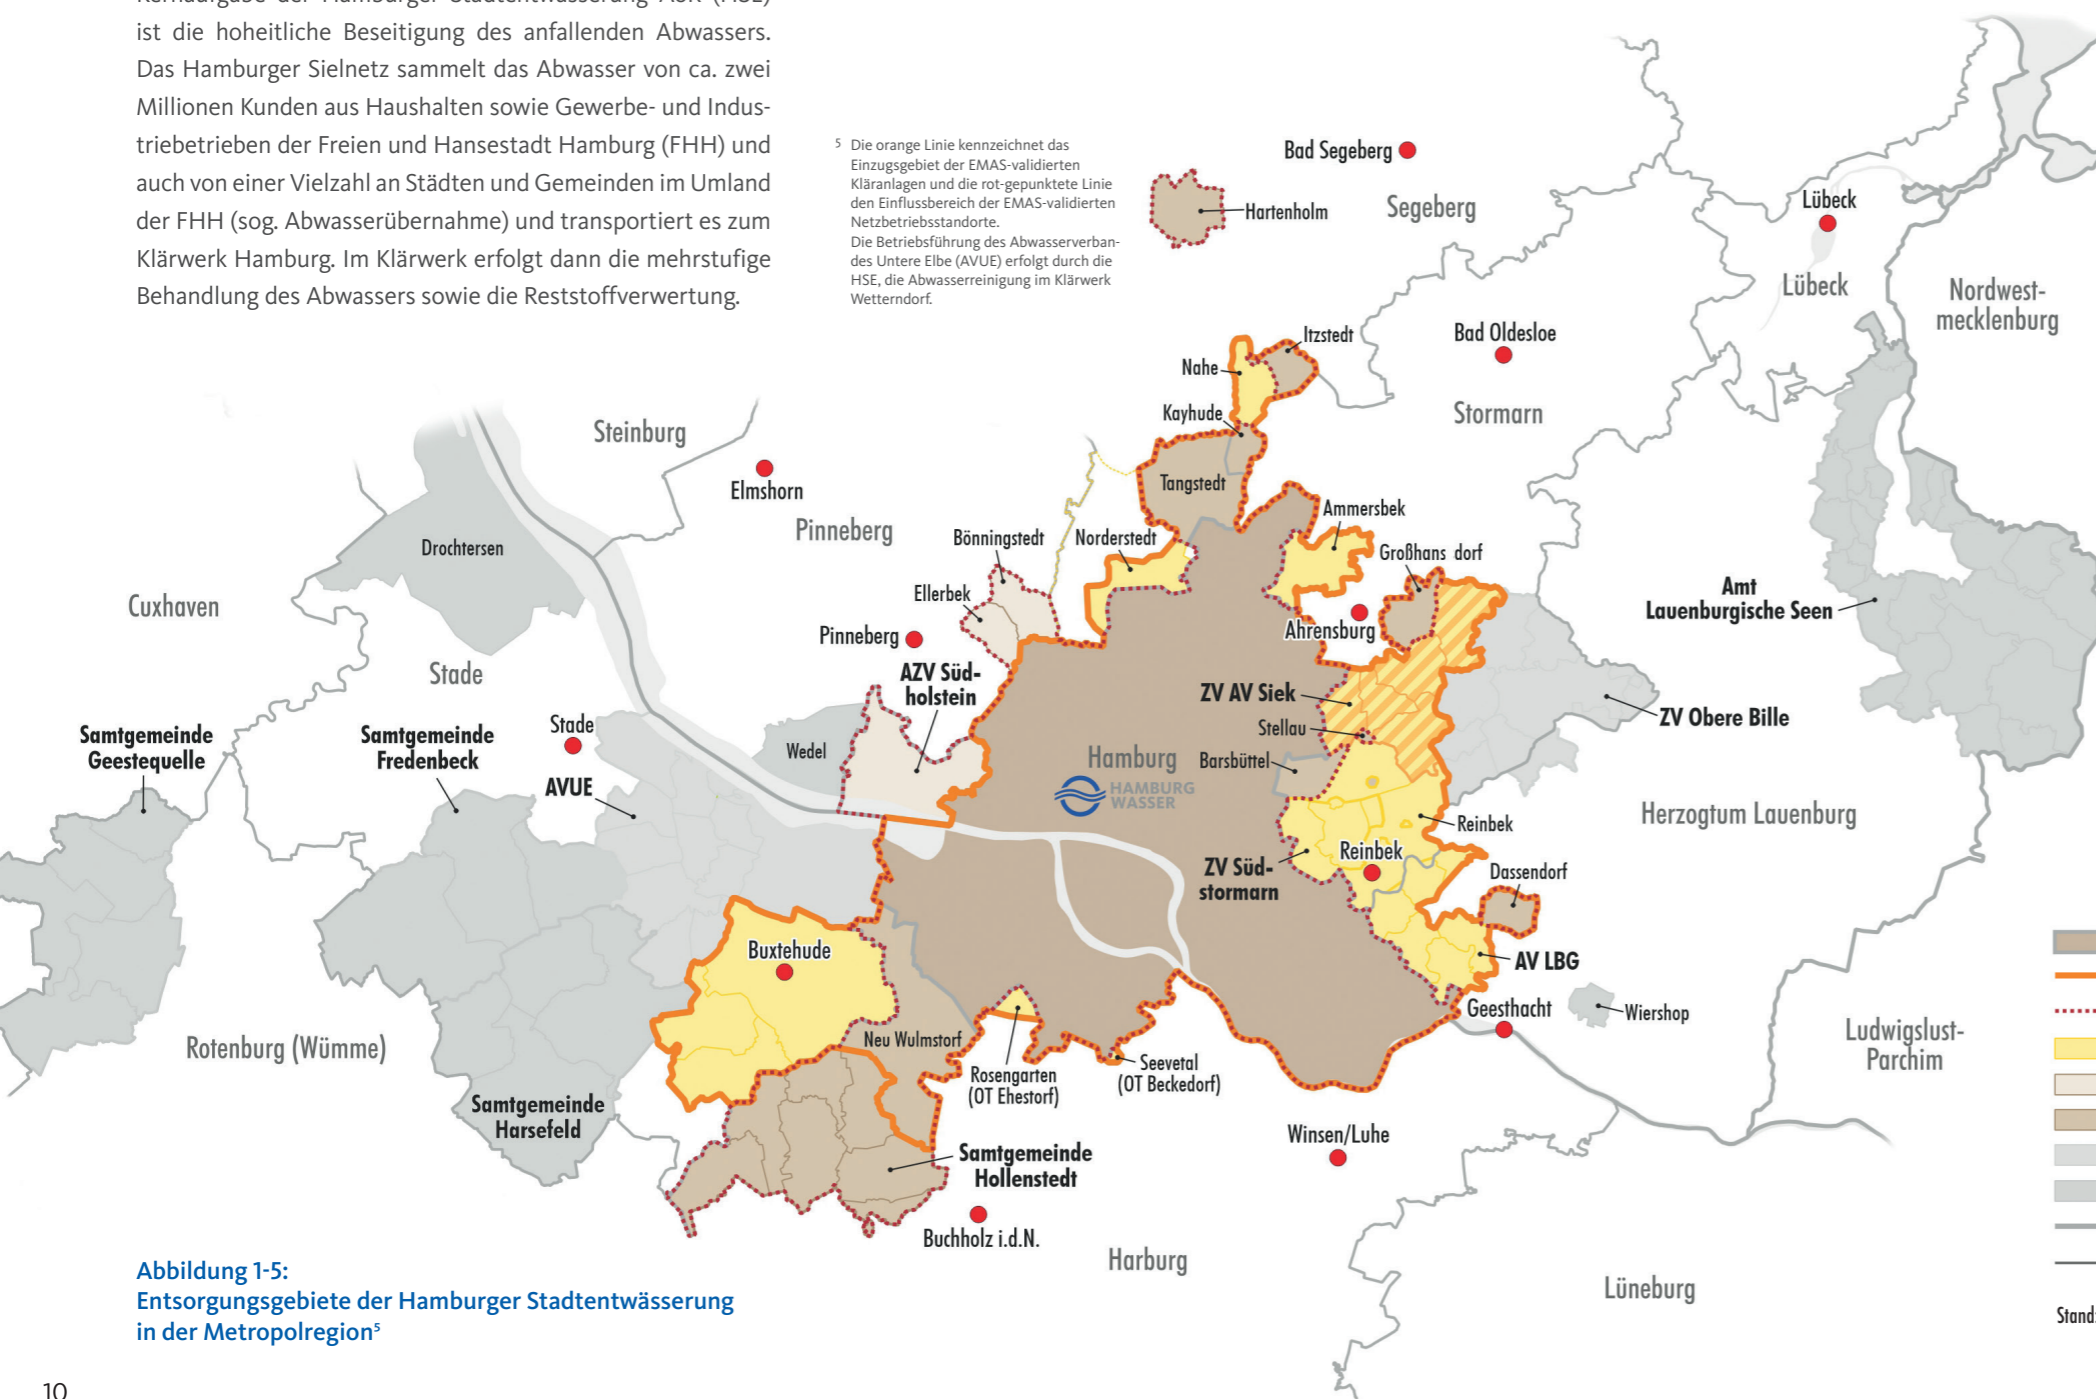 ist die hoheitliche Beseitigung des anfallenden Abwassers.
Das Hamburger Sielnetz sammelt das Abwasser von ca. zwei
Millionen Kunden aus Haushalten sowie Gewerbe- und Indus-
triebetrieben der Freien und Hansestadt Hamburg (FHH) und
auch von einer Vielzahl an Städten und Gemeinden im Umland
der FHH (sog. Abwasserübernahme) und transportiert es zum
Klärwerk Hamburg. Im Klärwerk erfolgt dann die mehrstufige
Behandlung des Abwassers sowie die Reststoffverwertung.
5 Die orange Linie kennzeichnet das
Einzugsgebiet der EMAS-validierten
Kläranlagen und die rot-gepunktete Linie
den Einflussbereich der EMAS-validierten
Netzbetriebsstandorte.
Die Betriebsführung des Abwasserverban-
des Untere Elbe (AVUE) erfolgt durch die
HSE, die Abwasserreinigung im Klärwerk
Wetterndorf.
Bad Segeberg
Hartenholm
Segeberg
Lübeck
Lübeck
Nordwest-
mecklenburg
Itzstedt
Bad Oldesloe
Nahe
Kayhude
Stormarn
Steinburg
Elmshorn
Tangstedt
Ammersbek
Pinneberg
Bönningstedt
Norderstedt
Großhans dorf
Drochtersen
Ellerbek
Cuxhaven
Pinneberg
Ahrensburg
Amt
Lauenburgische Seen
Stade
AZV Süd-
holstein
ZV AV Siek
ZV Obere Bille
Samtgemeinde
Geestequelle
Samtgemeinde
Fredenbeck
Stade
Stellau
Wedel
Hamburg
Barsbüttel
AVUE
HAMBURG
WASSER
Herzogtum Lauenburg
Reinbek
Reinbek
ZV Süd-
stormarn
Dassendorf
Buxtehude
AV LBG
Geesthacht
Wiershop
Rotenburg (Wümme)
Neu Wulmstorf
Ludwigslust-
Parchim
Rosengarten
(OT Ehestorf)
Seevetal
(OT Beckedorf)
Samtgemeinde
Harsefeld
Winsen/Luhe
Samtgemeinde
Hollenstedt
Buchholz i.d.N.
Harburg
Lüneburg
Stand:
Abbildung 1-5:
Entsorgungsgebiete der Hamburger Stadtentwässerung
in der Metropolregion5
10